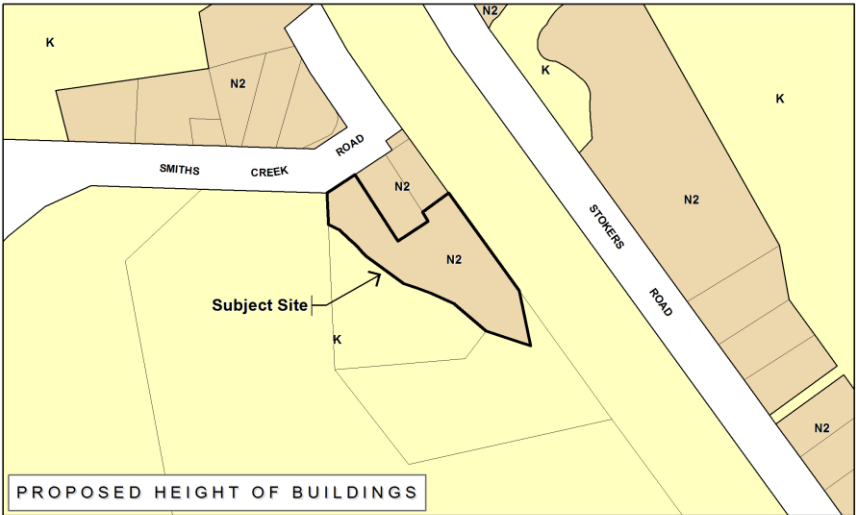 N2
K
K
K
N2
ROAD
SMITHS CREEK
N2
N2
STOKERS
N2
ROAD
Subject Site
K
N2
PROPOSED HEIGHT OF BUILDINGS